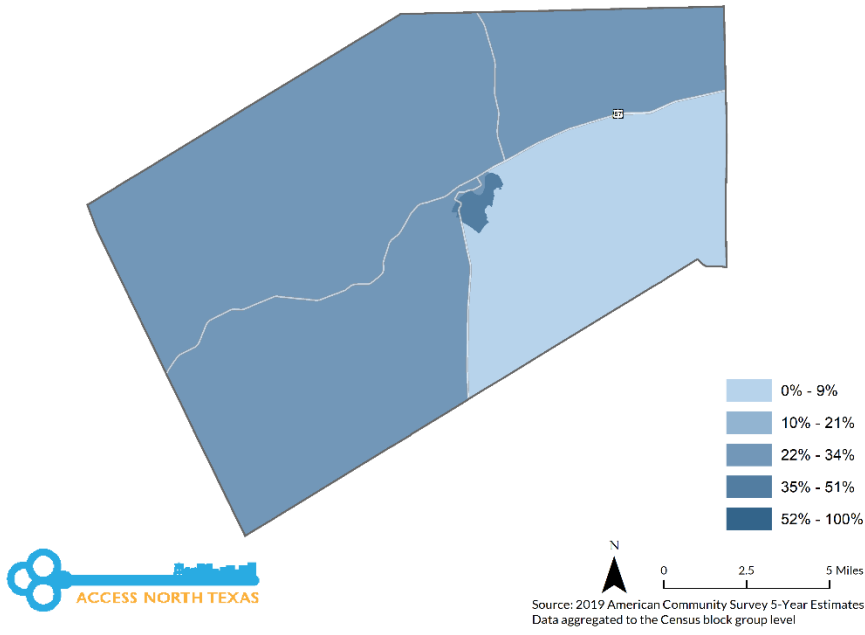 67
0% - 9%
10% - 21%
22% - 34%
35% - 51%
52% - 100%
N
0 2.5 5 Miles
ACCESS NORTH TEXAS
Source: 2019 American Community Survey 5-Year Estimates
Data aggregated to the Census block group level